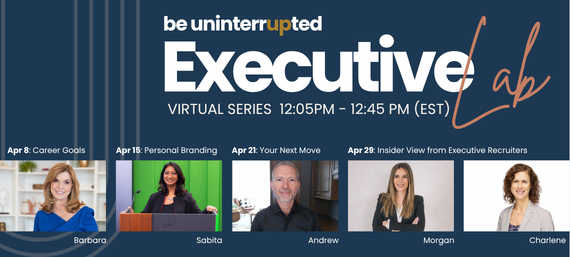 be uninterrupted
Executive Lab
VIRTUAL SERIES 12:05PM - 12:45 PM (EST)
Apr 8: Career Goals
Apr 15: Personal Branding
Apr 21: Your Next Move
Apr 29: Insider View from Executive Recruiters
Barbara
Sabita
Andrew
Morgan
Charlene